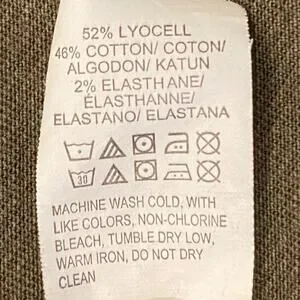 52% LYOCELL
46% COTTON/ COTON/
ALGODON/ KATUN
2% ELASTHANE/
ÉLASTHANNE/
ELASTANO/ ELASTANA
30
MACHINE WASH COLD, WITH
LIKE COLORS, NON-CHLORINE
BLEACH, TUMBLE DRY LOW,
WARM IRON, DO NOT DRY
CLEAN